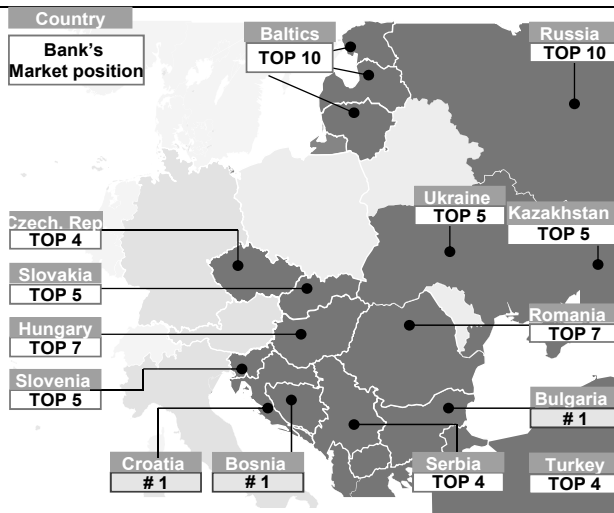 Country
Bank's
Market position
Baltics
TOP 10
Russia
TOP 10
Ukraine
TOP 5
Kazakhstan
TOP 5
Czech. Rep
TOP 4
Slovakia
TOP 5
Hungary
TOP 7
Romania
TOP 7
Slovenia
TOP 5
Bulgaria
# 1
Croatia
# 1
Bosnia
# 1
Serbia
TOP 4
Turkey
TOP 4